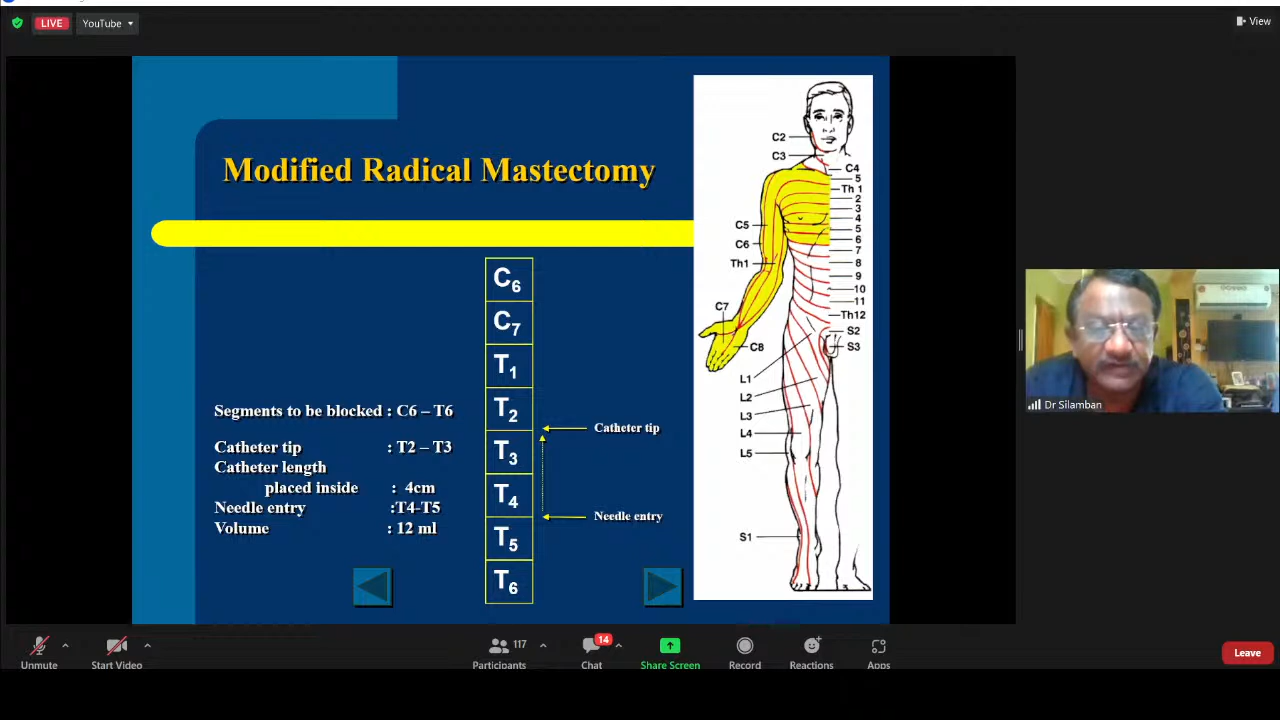 LIVE
YouTube
View
Modified Radical Mastectomy
C6
C7
T1
T2
T3
T4
T5
T6
Segments to be blocked : C6 – T6
Catheter tip : T2 – T3
Catheter length
placed inside : 4cm
Needle entry :T4-T5
Volume : 12 ml
Catheter tip
Needle entry
C2
C3
C4
5
Th 1
2
3
4
5
6
7
8
9
10
11
Th12
S2
S3
C5
C6
Th1
C7
C8
L1
L2
L3
L4
L5
S1
Dr Silamban
Unmute
Start Video
117
Participants
14
Chat
Share Screen
Record
Reactions
Apps
Leave